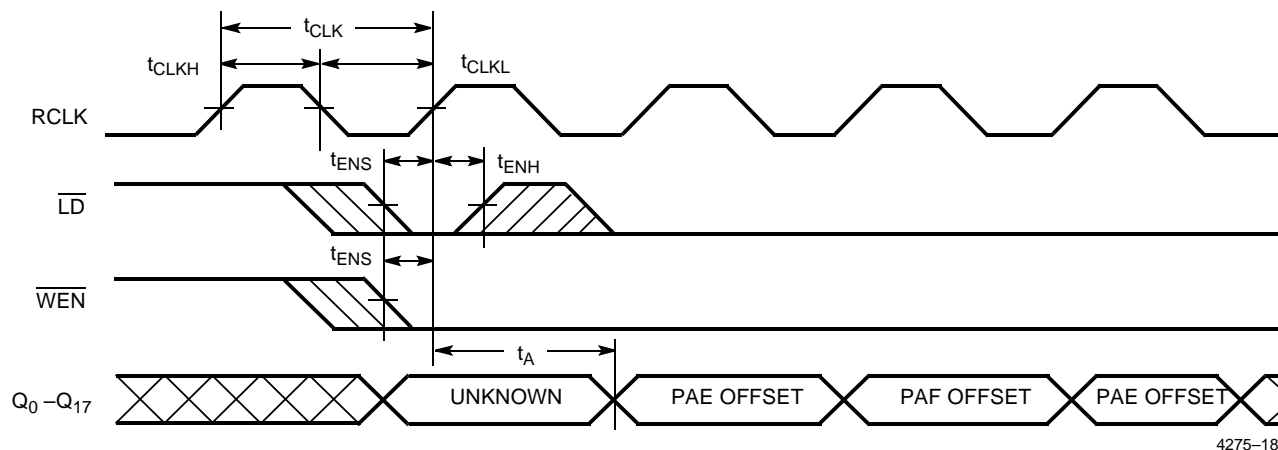 tCLK
tCLKH
tCLKL
RCLK
tENS
tENH
LD
tENS
WEN
tA
Q0 –Q17
UNKNOWN
PAE OFFSET
PAF OFFSET
PAE OFFSET
4275–18